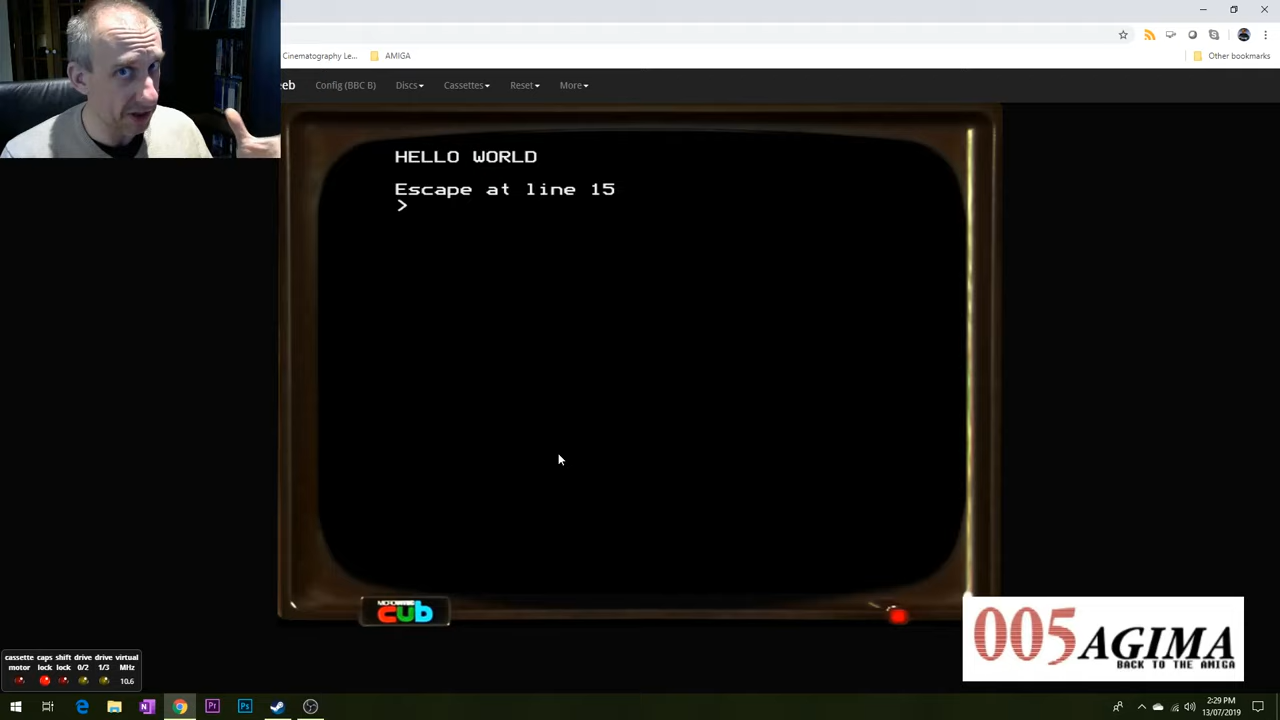 Cinematography Le...
AMIGA
Other bookmarks
eeb
Config (BBC B)
Discs
Cassettes
Reset
More
HELLO WORLD
Escape at line 15
>
cub
005AGIMA
BACK TO THE AMIGA
cassette caps shift drive drive virtual
motor lock lock 0/2 1/3 MHz
10.6
2:29 PM
13/07/2019